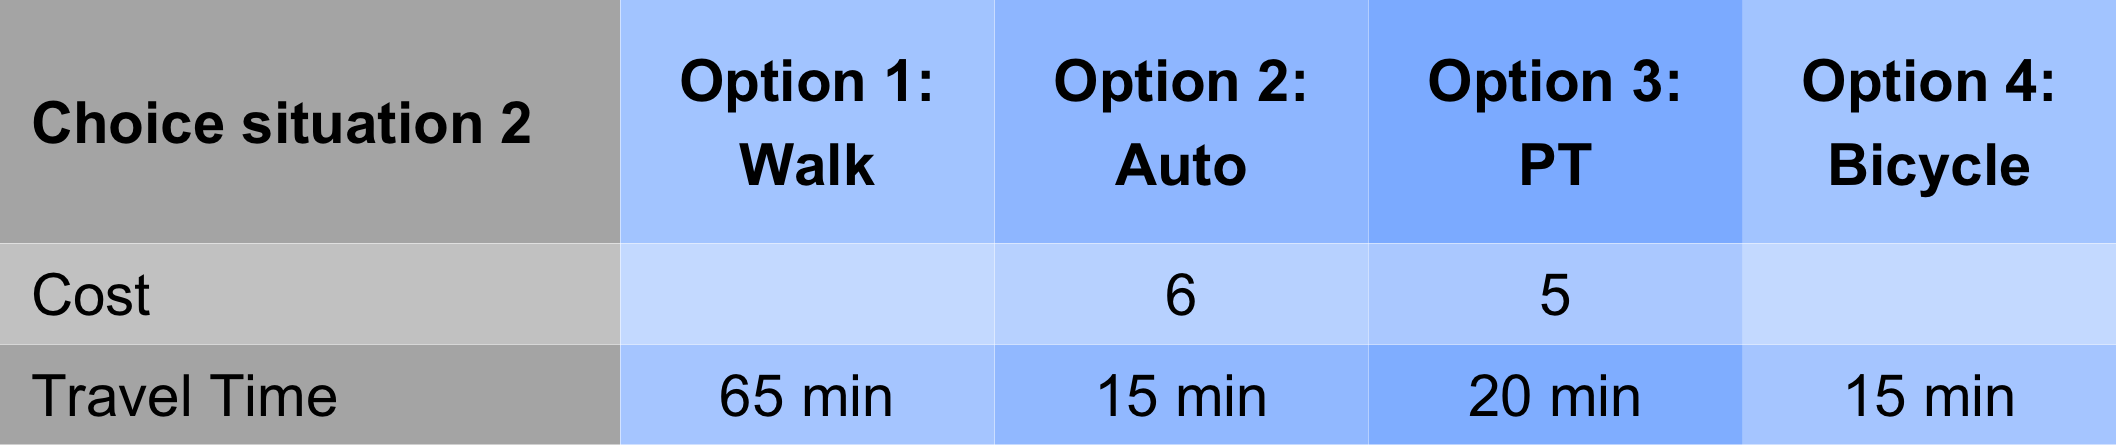 Choice situation 2
Option 1:
Walk
Option 2:
Auto
Option 3:
PT
Option 4:
Bicycle
Cost 6 5
Travel Time 65 min 15 min 20 min 15 min